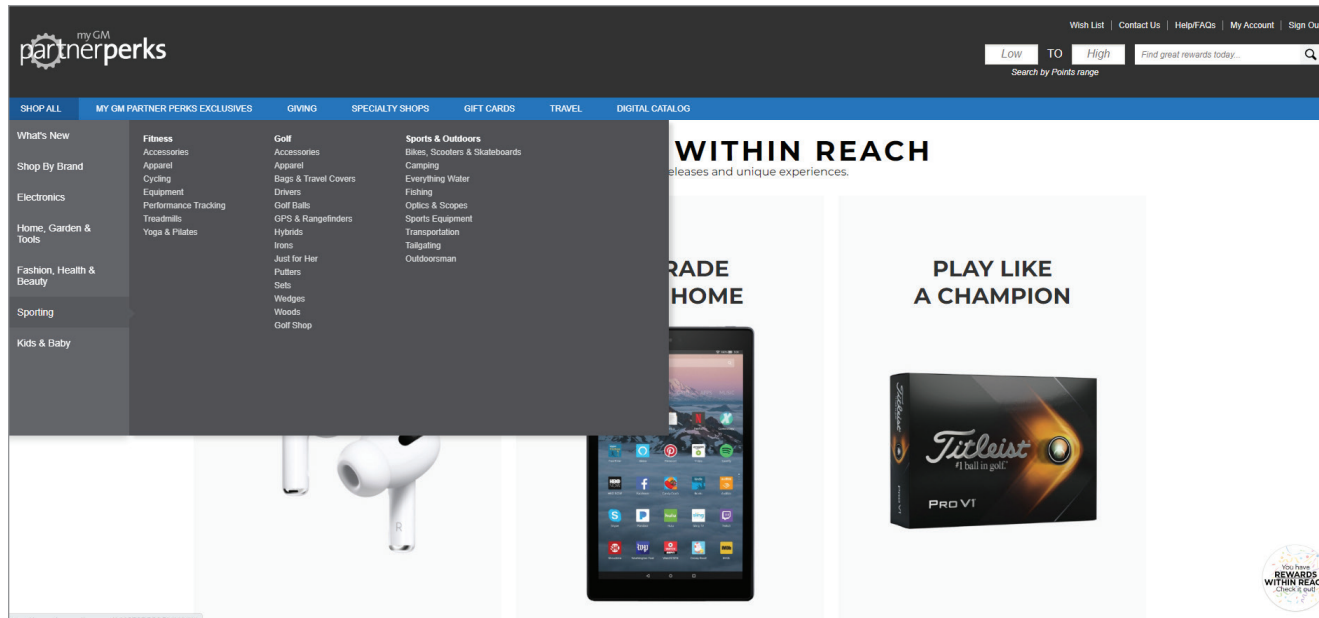 my GM
partnerperks
Wish List | Contact Us | Help/FAQs | My Account | Sign Ou
Low TO High
Find great rewards today...
Search by Points range
SHOP ALL MY GM PARTNER PERKS EXCLUSIVES GIVING SPECIALTY SHOPS GIFT CARDS TRAVEL DIGITAL CATALOG
What's New
Shop By Brand
Electronics
Home, Garden &
Tools
Fashion, Health &
Beauty
Sporting
Kids & Baby
Fitness
Accessories
Apparel
Cycling
Equipment
Performance Tracking
Treadmills
Yoga & Pilates
Golf
Accessories
Apparel
Bags & Travel Covers
Drivers
Golf Balls
GPS & Rangefinders
Hybrids
Irons
Just for Her
Putters
Sets
Wedges
Woods
Golf Shop
Sports & Outdoors
Bikes, Scooters & Skateboards
Camping
Everything Water
Fishing
Optics & Scopes
Sports Equipment
Transportation
Tailgating
Outdoorsman
WITHIN REACH
eleases and unique experiences.
RADE
HOME
PLAY LIKE
A CHAMPION
R
Titleist
#1 ball in golf.
PRO V1
Titleist
PRO V1
You have
REWARDS
WITHIN REAC
Check it out!